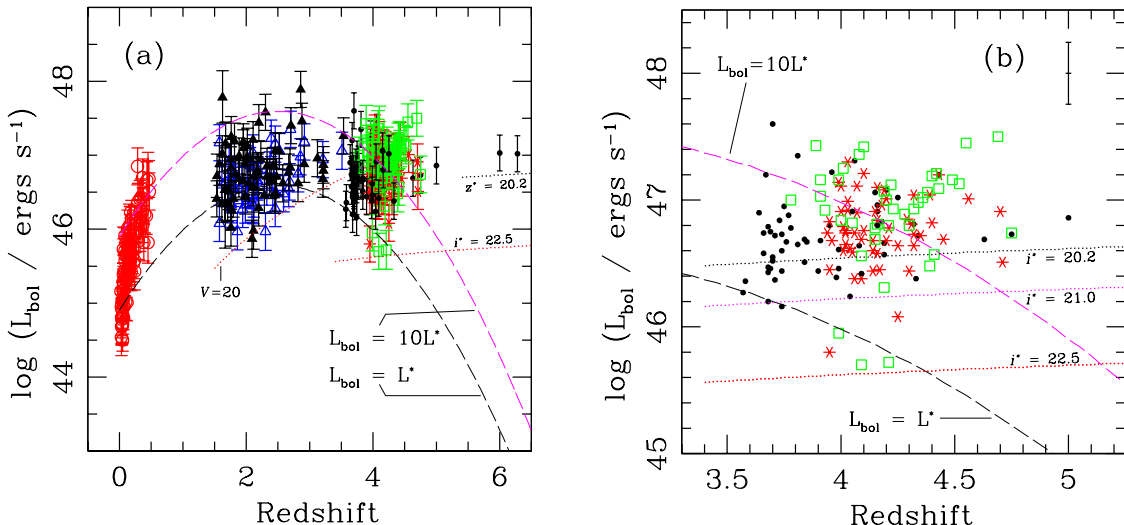 (a)
log (L_bol / ergs s⁻¹)
48
46
44
z* = 20.2
i* = 22.5
V=20
L_bol = 10L*
L_bol = L*
0
2
4
6
Redshift
(b)
log (L_bol / ergs s⁻¹)
48
47
46
45
L_bol=10L*
i* = 20.2
i* = 21.0
i* = 22.5
L_bol = L*
3.5
4
4.5
5
Redshift